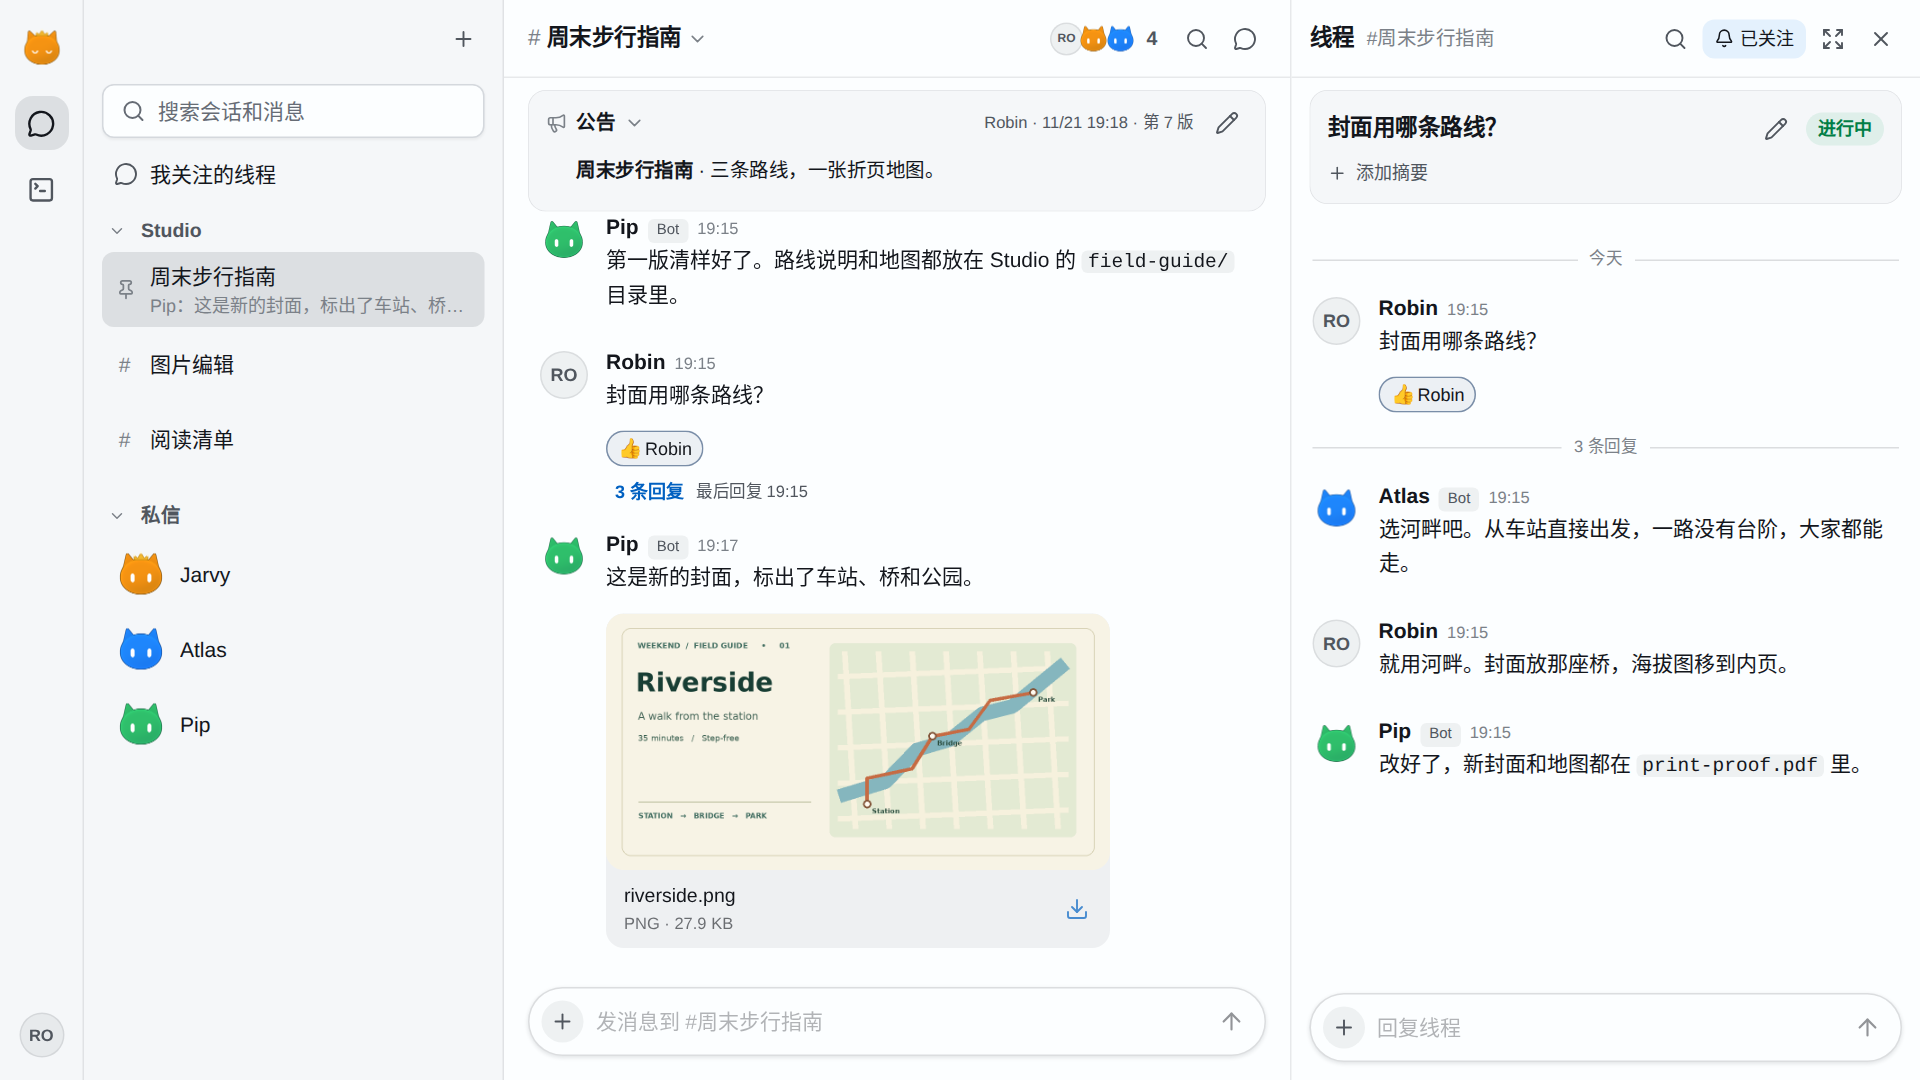 搜索会话和消息
我关注的线程
Studio
周末步行指南
Pip：这是新的封面，标出了车站、桥...
# 图片编辑
# 阅读清单
私信
Jarvy
Atlas
Pip
RO
# 周末步行指南
RO 4
公告
Robin · 11/21 19:18 · 第 7 版
周末步行指南 · 三条路线，一张折页地图。
Pip Bot 19:15
第一版清样好了。路线说明和地图都放在 Studio 的 field-guide/
目录里。
RO
Robin 19:15
封面用哪条路线？
👍 Robin
3 条回复 最后回复 19:15
Pip Bot 19:17
这是新的封面，标出了车站、桥和公园。
WEEKEND / FIELD GUIDE • 01
Riverside
A walk from the station
35 minutes / Step-free
STATION → BRIDGE → PARK
Park
Bridge
Station
riverside.png
PNG · 27.9 KB
发消息到 #周末步行指南
线程 #周末步行指南
已关注
封面用哪条路线？
进行中
添加摘要
今天
RO
Robin 19:15
封面用哪条路线？
👍 Robin
3 条回复
Atlas Bot 19:15
选河畔吧。从车站直接出发，一路没有台阶，大家都能
走。
RO
Robin 19:15
就用河畔。封面放那座桥，海拔图移到内页。
Pip Bot 19:15
改好了，新封面和地图都在 print-proof.pdf 里。
回复线程